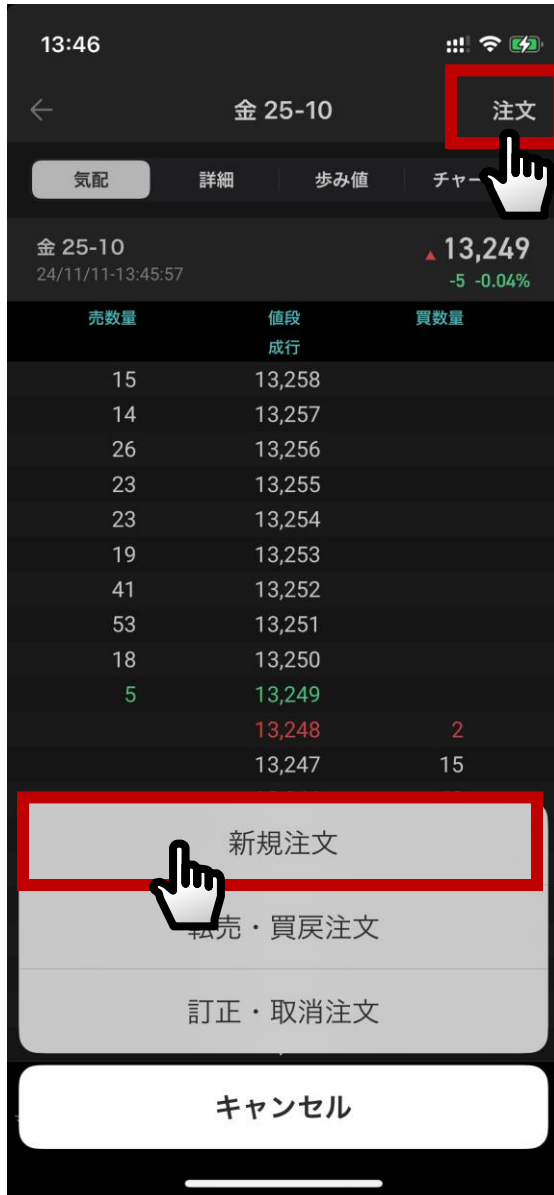 13:46
金 25-10 注文
気配 詳細 歩み値 チャー
金 25-10 ▲ 13,249
24/11/11-13:45:57 -5 -0.04%
売数量 値段 買数量
成行
15 13,258
14 13,257
26 13,256
23 13,255
23 13,254
19 13,253
41 13,252
53 13,251
18 13,250
5 13,249
13,248 2
13,247 15
新規注文
転売・買戻注文
訂正・取消注文
キャンセル